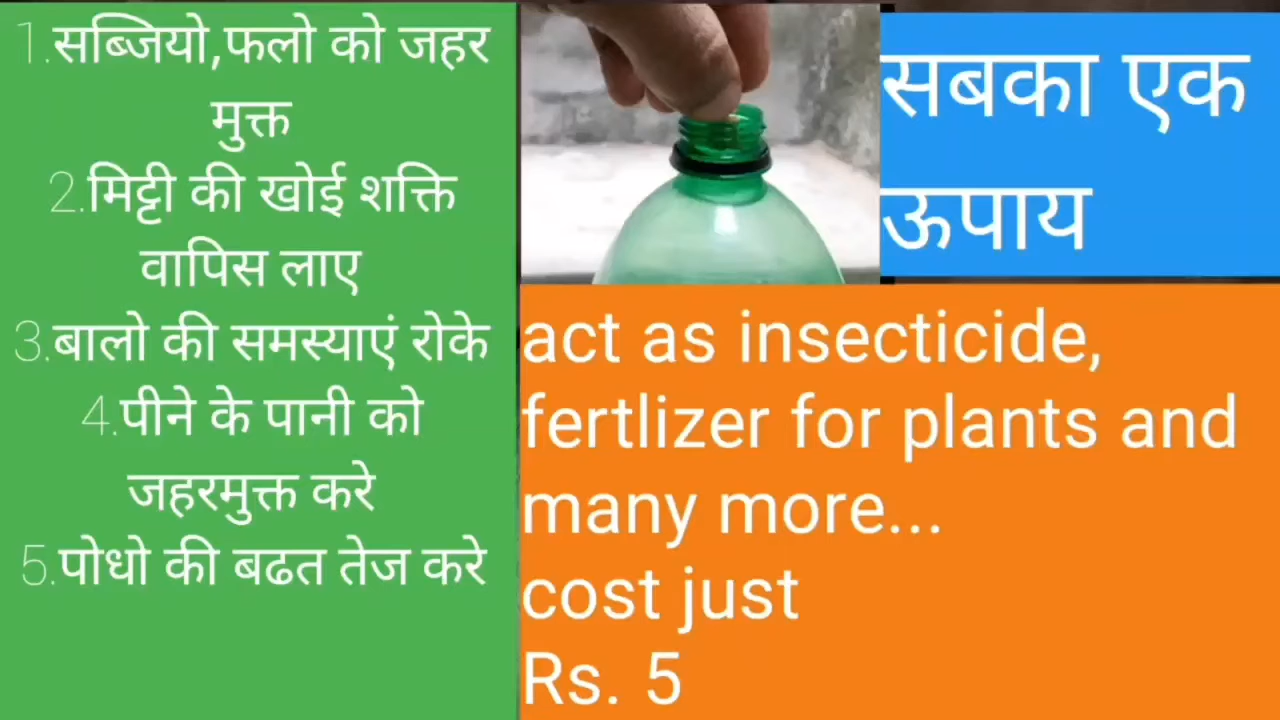 1.सब्जियो,फलो को जहर
मुक्त
2.मिट्टी की खोई शक्ति
वापिस लाए
3.बालो की समस्याएं रोके
4.पीने के पानी को
जहरमुक्त करे
5.पोधो की बढत तेज करे
सबका एक
ऊपाय
act as insecticide,
fertlizer for plants and
many more...
cost just
Rs. 5